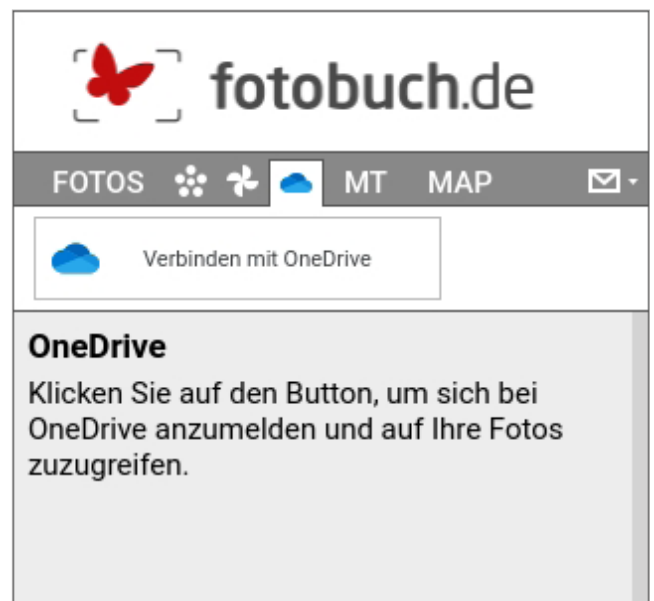 fotobuch.de
FOTOS MT MAP
Verbinden mit OneDrive
OneDrive
Klicken Sie auf den Button, um sich bei
OneDrive anzumelden und auf Ihre Fotos
zuzugreifen.